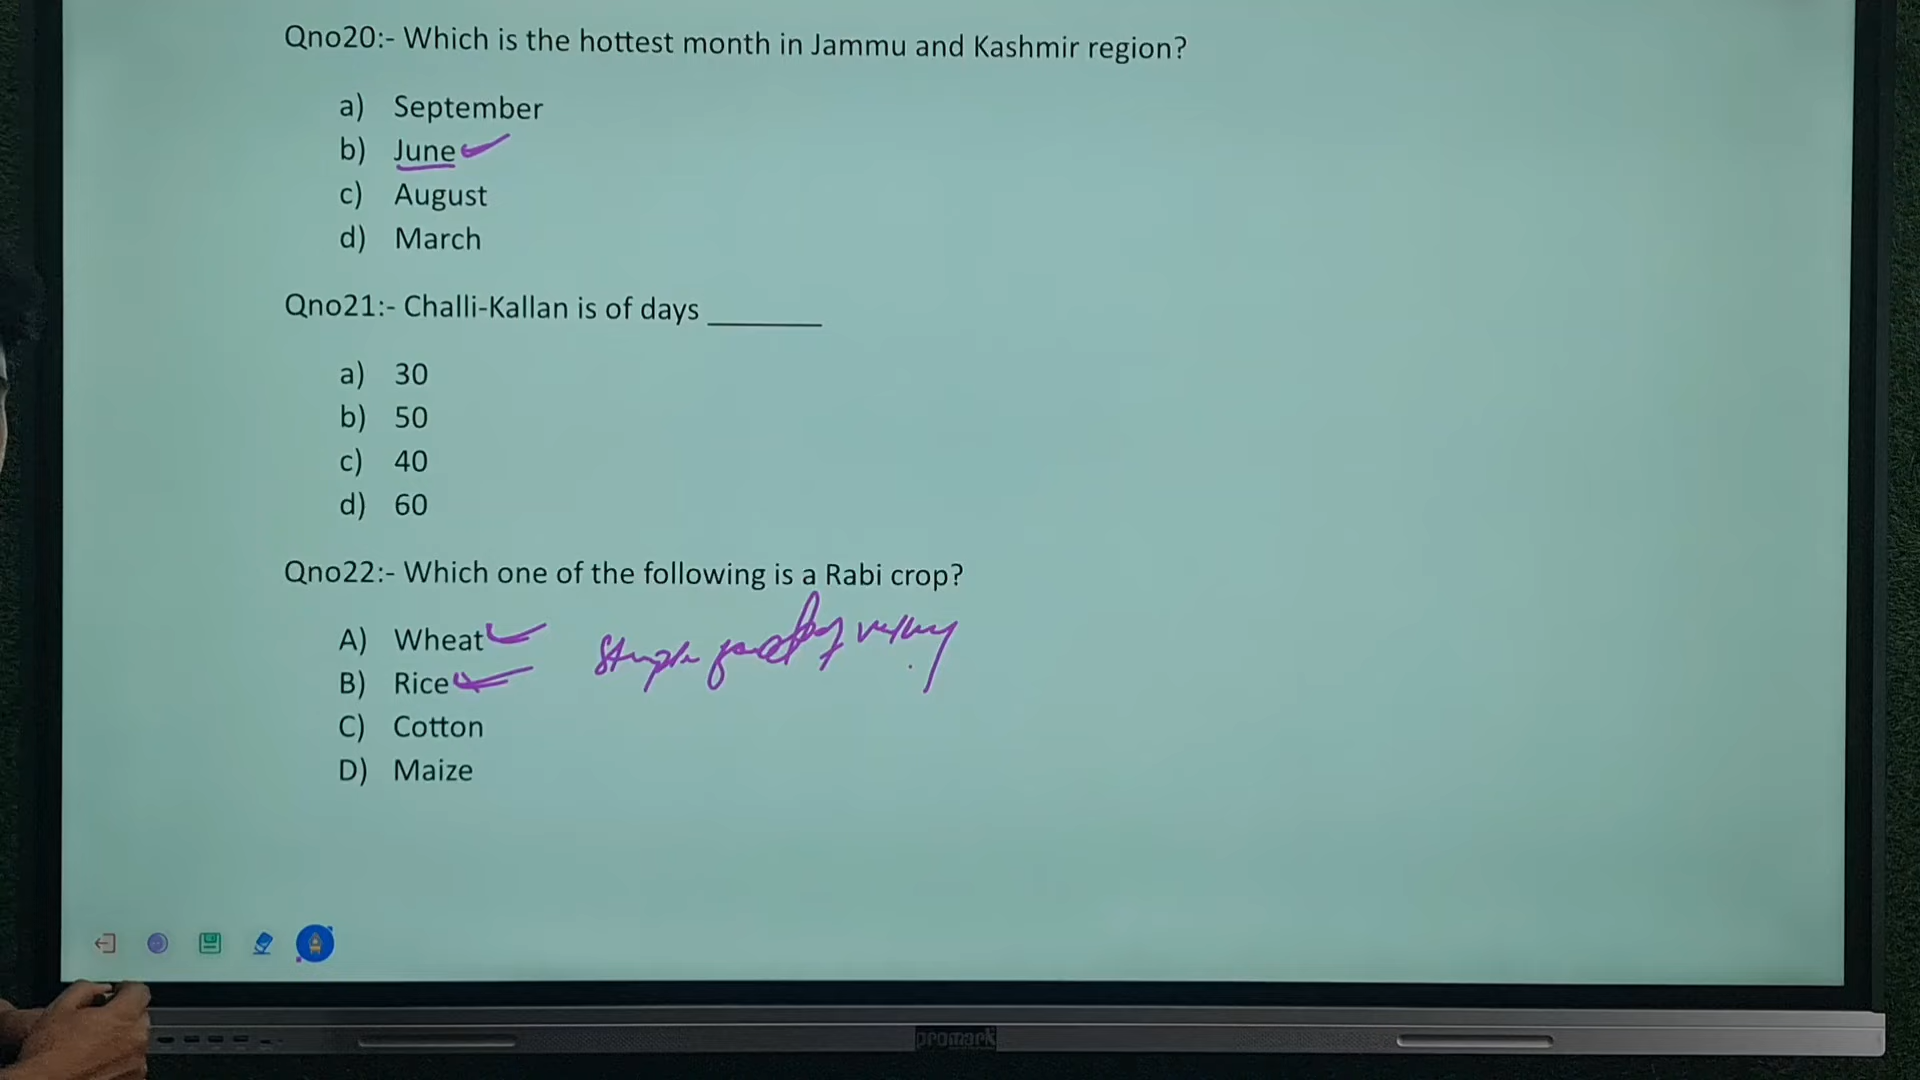 Qno20:- Which is the hottest month in Jammu and Kashmir region?
a) September
b) June
c) August
d) March
Qno21:- Challi-Kallan is of days ________
a) 30
b) 50
c) 40
d) 60
Qno22:- Which one of the following is a Rabi crop?
A) Wheat
B) Rice
C) Cotton
D) Maize
promark